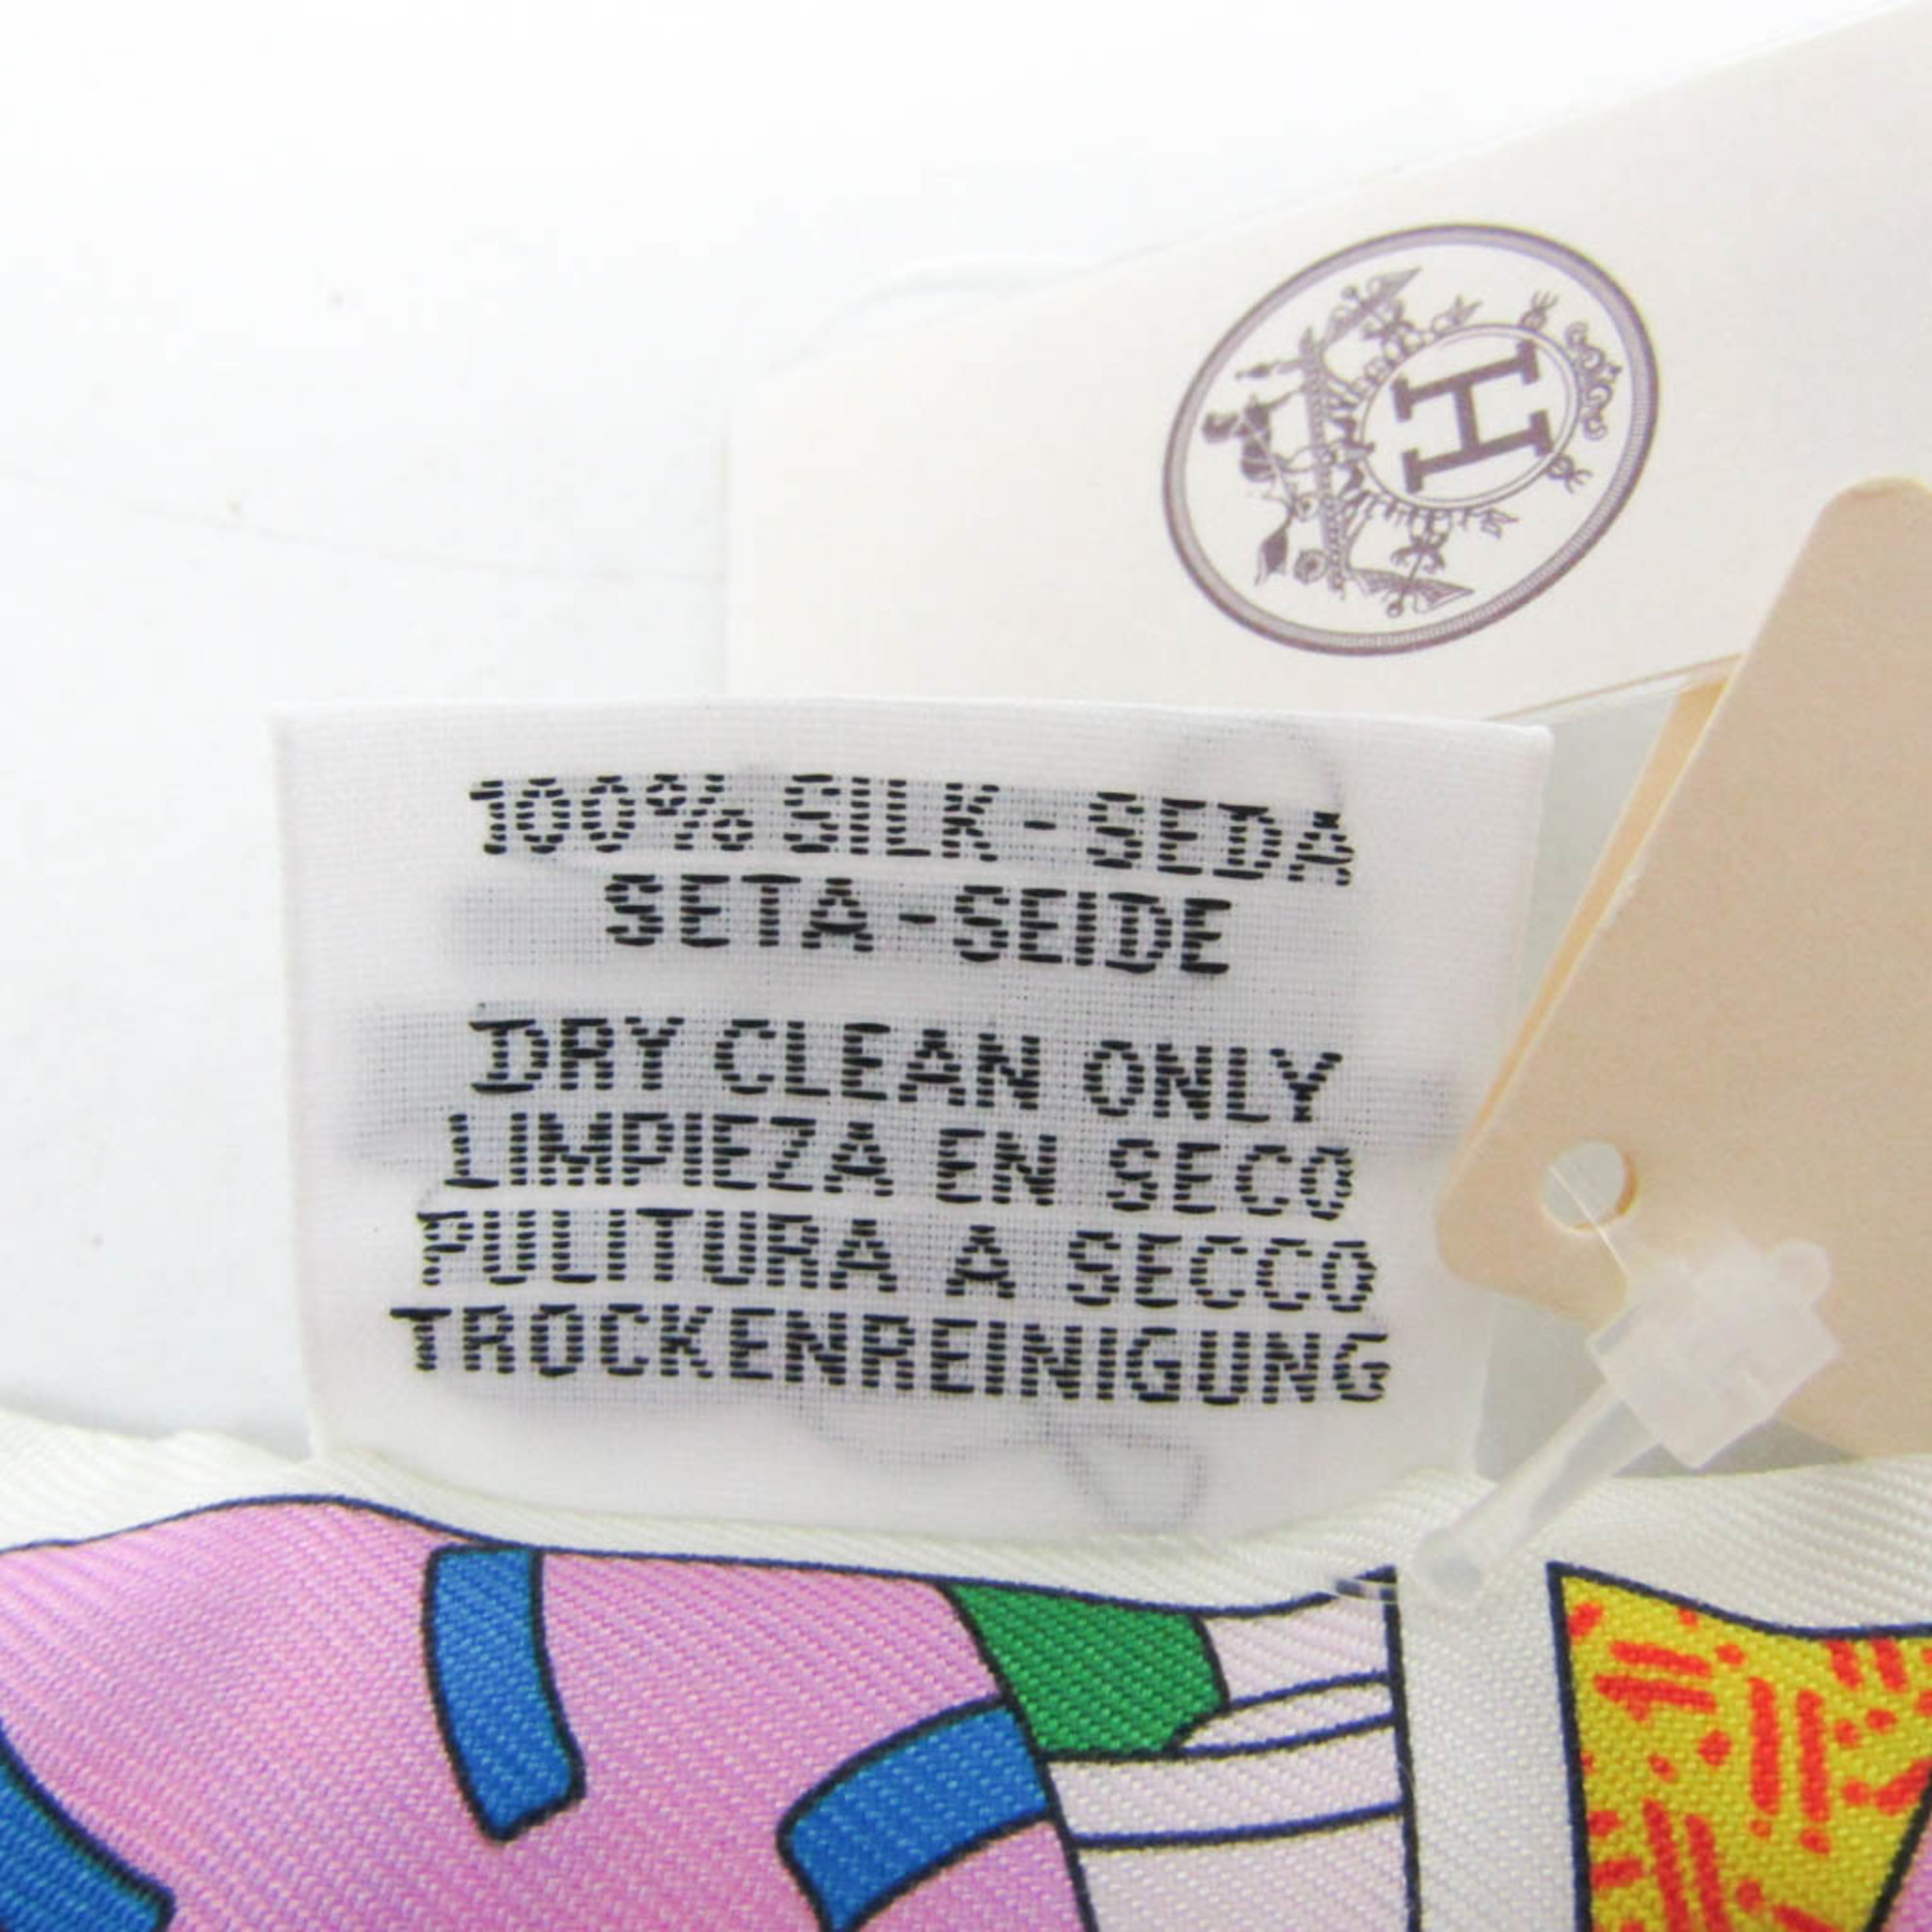 H
100% SILK - SEDA
SETA - SEIDE
DRY CLEAN ONLY
LIMPIEZA EN SECO
PULITURA A SECCO
TROCKENREINIGUNG